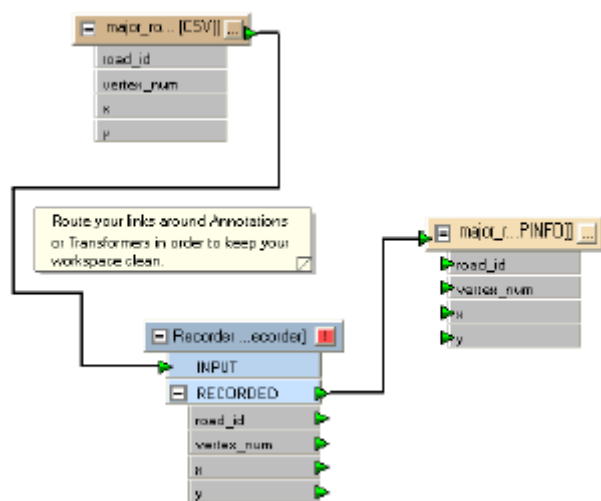 major_ro... [CSV]] ...
road_id
vertex_num
x
y
Route your links around Annotations
or Transformers in order to keep your
workspace clean.
major_r...PINFO]] ...
road_id
vertex_num
x
y
Recorder ...ecorder] !
INPUT
RECORDED
road_id
vertex_num
x
y